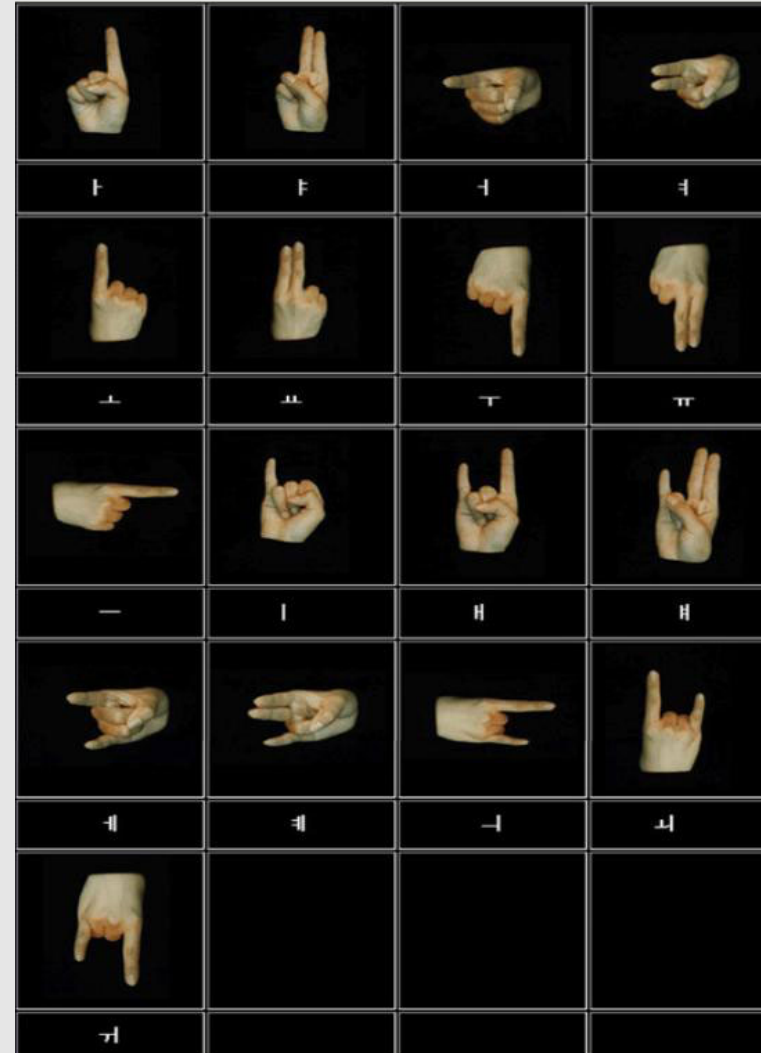 ㅏ ㅑ ㅓ ㅕ
ㅗ ㅛ ㅜ ㅠ
ㅡ ㅣ ㅐ ㅒ
ㅔ ㅖ ㅢ ㅚ
ㅟ